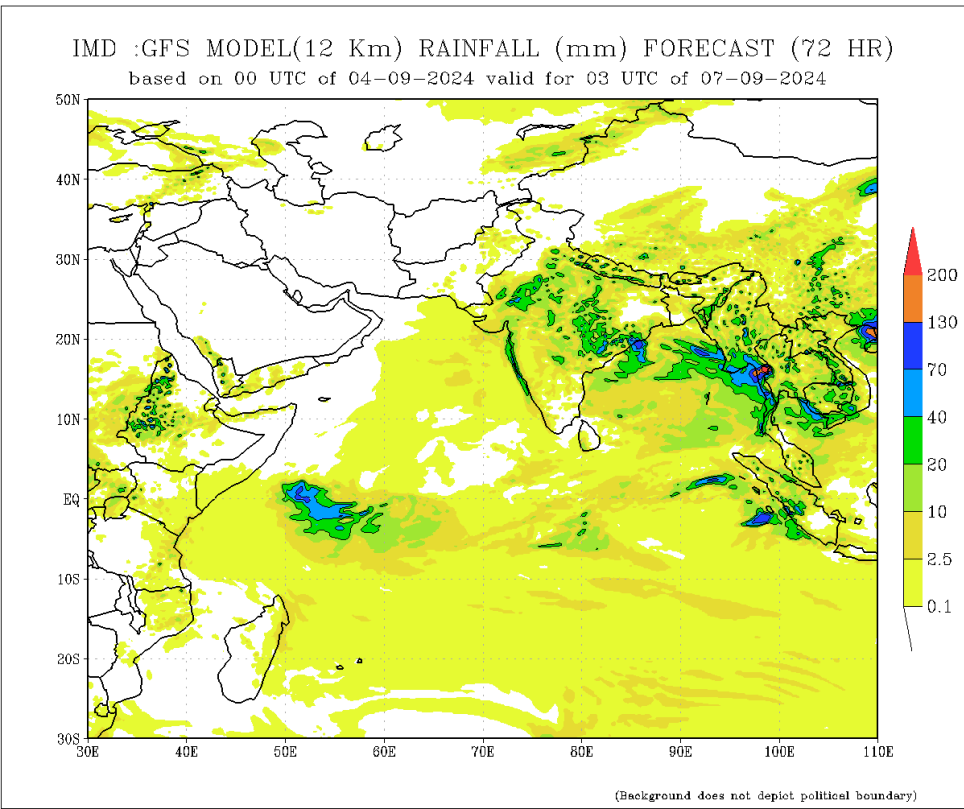 IMD :GFS MODEL(12 Km) RAINFALL (mm) FORECAST (72 HR)
based on 00 UTC of 04-09-2024 valid for 03 UTC of 07-09-2024
50N
40N
30N
20N
10N
EQ
10S
20S
30S
30E 40E 50E 60E 70E 80E 90E 100E 110E
200
130
70
40
20
10
2.5
0.1
(Background does not depict political boundary)